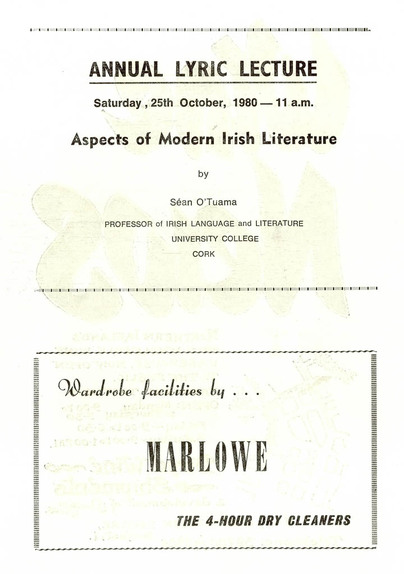 ANNUAL LYRIC LECTURE
Saturday, 25th October, 1980 — 11 a.m.
Aspects of Modern Irish Literature
by
Séan O'Tuama
PROFESSOR of IRISH LANGUAGE and LITERATURE
UNIVERSITY COLLEGE
CORK
Wardrobe facilities by . . .
MARLOWE
THE 4-HOUR DRY CLEANERS